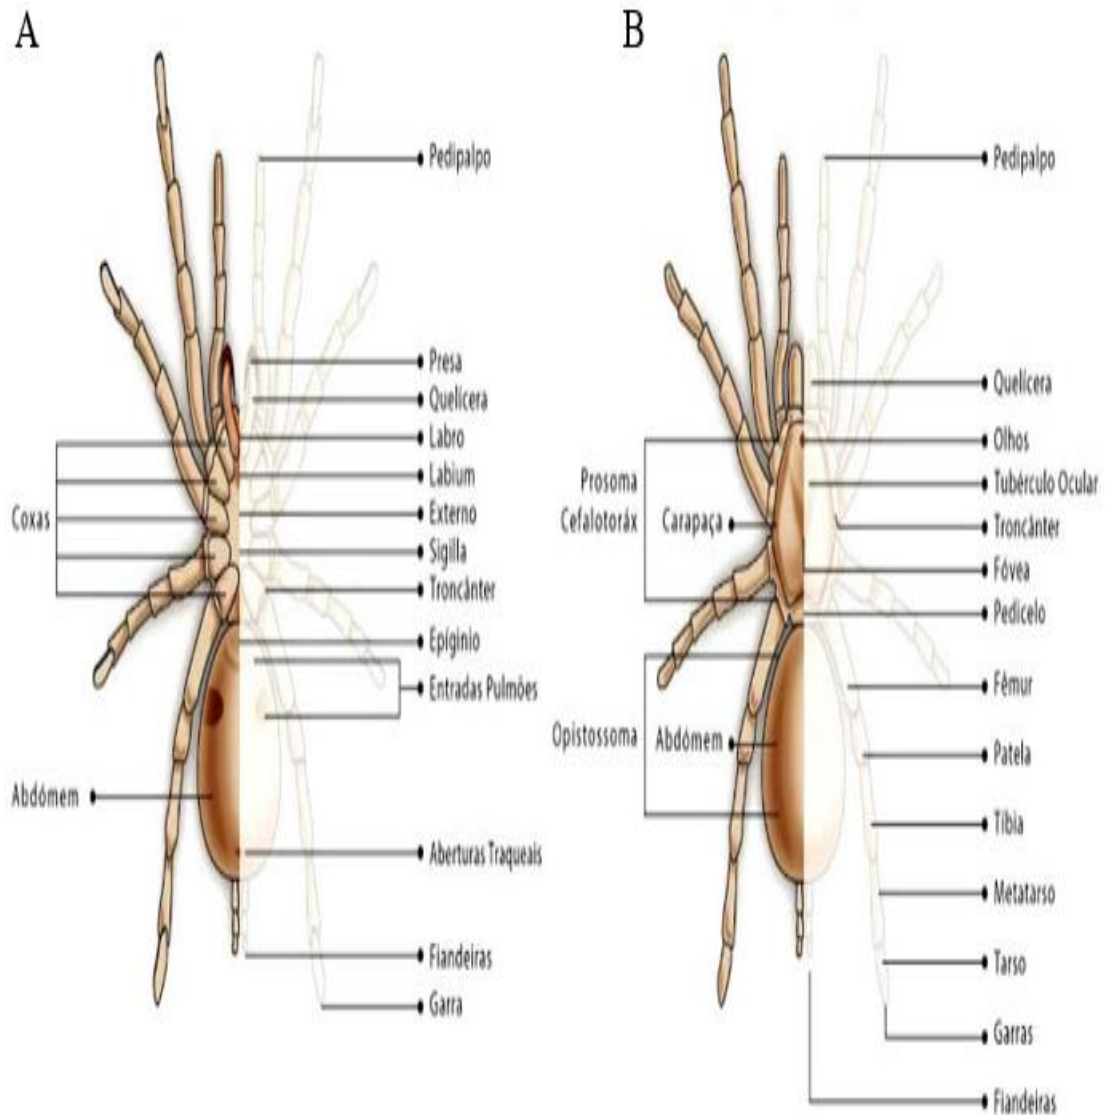 A
Pedipalpo
Presa
Quelícera
Labro
Labium
Externo
Sigilla
Troncânter
Epíginio
Entradas Pulmões
Aberturas Traqueais
Fiandeiras
Garra
Coxas
Abdómem
B
Pedipalpo
Quelícera
Olhos
Tubérculo Ocular
Troncânter
Fóvea
Pedicelo
Fêmur
Patela
Tíbia
Metatarso
Tarso
Garras
Fiandeiras
Prosoma
Cefalotoráx
Carapaça
Opistossoma
Abdómem